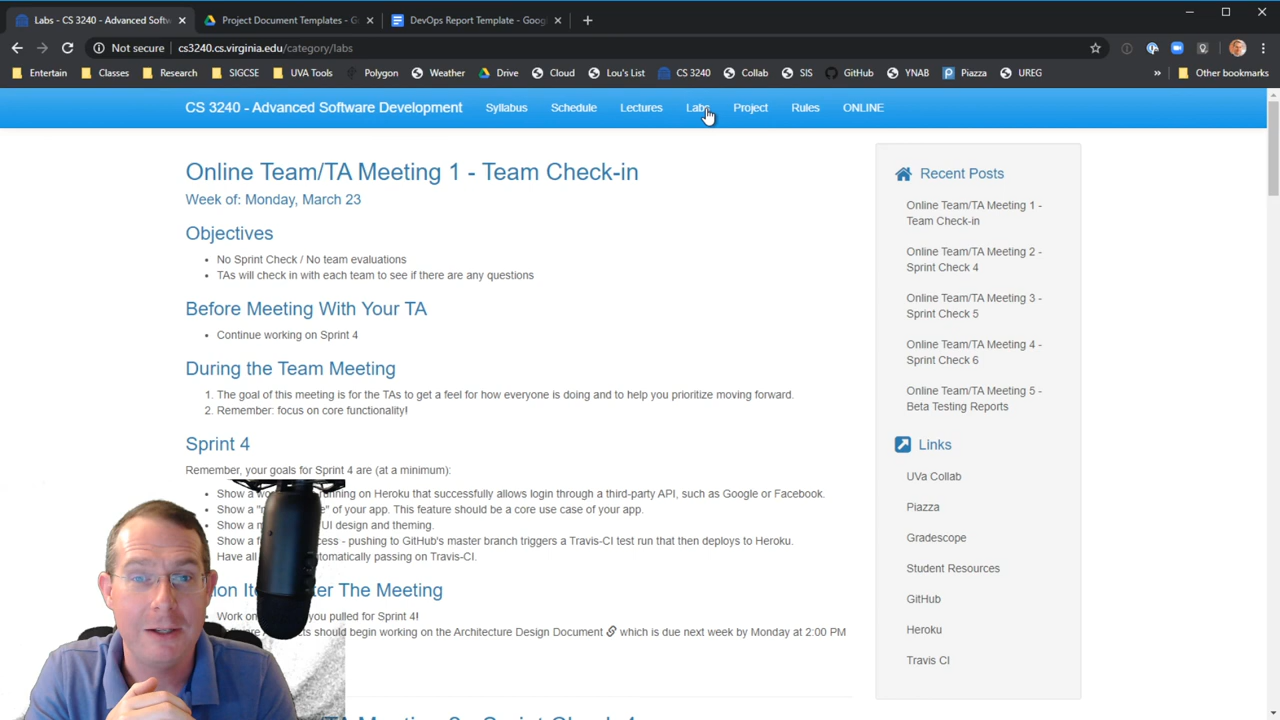 Labs - CS 3240 - Advanced Softw
Project Document Templates - G
DevOps Report Template - Goog
Not secure
cs3240.cs.virginia.edu/category/labs
Entertain
Classes
Research
SIGCSE
UVA Tools
Polygon
Weather
Drive
Cloud
Lou's List
CS 3240
Collab
SIS
GitHub
YNAB
Piazza
UREG
Other bookmarks
CS 3240 - Advanced Software Development
Syllabus
Schedule
Lectures
Labs
Project
Rules
ONLINE
Online Team/TA Meeting 1 - Team Check-in
Week of: Monday, March 23
Objectives
No Sprint Check / No team evaluations
TAs will check in with each team to see if there are any questions
Before Meeting With Your TA
Continue working on Sprint 4
During the Team Meeting
1. The goal of this meeting is for the TAs to get a feel for how everyone is doing and to help you prioritize moving forward.
2. Remember: focus on core functionality!
Sprint 4
Remember, your goals for Sprint 4 are (at a minimum):
Show a running on Heroku that successfully allows login through a third-party API, such as Google or Facebook.
Show a of your app. This feature should be a core use case of your app.
Show a UI design and theming.
Show a - pushing to GitHub's master branch triggers a Travis-CI test run that then deploys to Heroku.
Have all passing on Travis-CI.
The Meeting
Work on you pulled for Sprint 4!
should begin working on the Architecture Design Document which is due next week by Monday at 2:00 PM
Recent Posts
Online Team/TA Meeting 1 -
Team Check-in
Online Team/TA Meeting 2 -
Sprint Check 4
Online Team/TA Meeting 3 -
Sprint Check 5
Online Team/TA Meeting 4 -
Sprint Check 6
Online Team/TA Meeting 5 -
Beta Testing Reports
Links
UVa Collab
Piazza
Gradescope
Student Resources
GitHub
Heroku
Travis CI